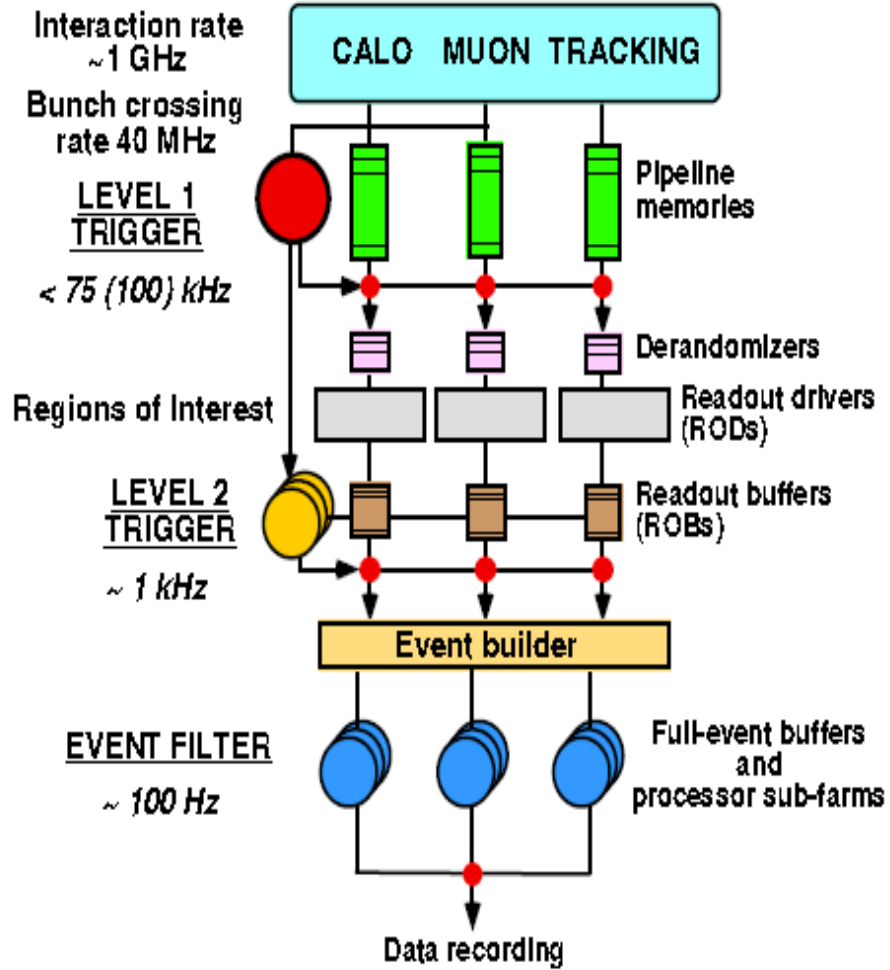 Interaction rate
~1 GHz
CALO MUON TRACKING
Bunch crossing
rate 40 MHz
LEVEL 1
TRIGGER
Pipeline
memories
< 75 (100) kHz
Derandomizers
Regions of Interest
Readout drivers
(RODs)
LEVEL 2
TRIGGER
Readout buffers
(ROBs)
~ 1 kHz
Event builder
EVENT FILTER
~ 100 Hz
Full-event buffers
and
processor sub-farms
Data recording